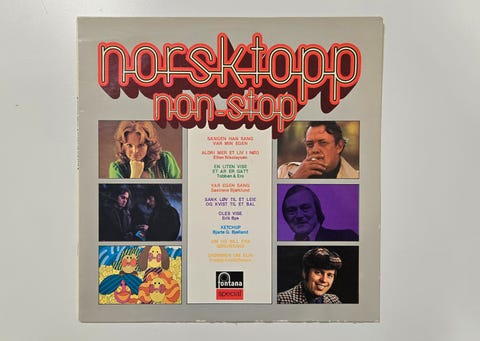 norsktopp
non-stop
SANGEN HAN SANG
VAR MIN EGEN
ALDRI MER ET LIV I NØD
Ellen Nikolaysen
EN LITEN VISE
ET ÅR ER GÅTT
Tobben & Ero
VÅR EGEN SANG
Bjørklund
SANK LØV TIL ET LEIE
OG KVIST TIL ET BÅL
OLES VISE
Erik Bye
KETCHUP
Bjarte G. Bjelland
fontana
special